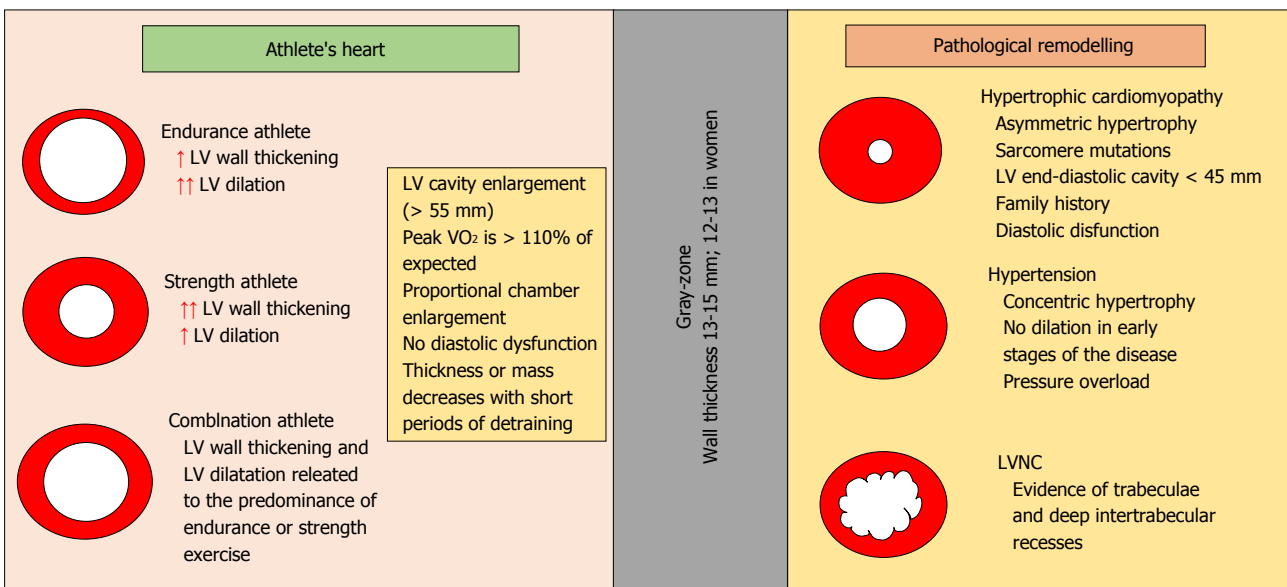 Athlete's heart
Endurance athlete
↑ LV wall thickening
↑↑ LV dilation
Strength athlete
↑↑ LV wall thickening
↑ LV dilation
Comblnation athlete
LV wall thickening and
LV dilatation releated
to the predominance of
endurance or strength
exercise
LV cavity enlargement
(> 55 mm)
Peak VO₂ is > 110% of
expected
Proportional chamber
enlargement
No diastolic dysfunction
Thickness or mass
decreases with short
periods of detraining
Gray-zone
Wall thickness 13-15 mm; 12-13 in women
Pathological remodelling
Hypertrophic cardiomyopathy
Asymmetric hypertrophy
Sarcomere mutations
LV end-diastolic cavity < 45 mm
Family history
Diastolic disfunction
Hypertension
Concentric hypertrophy
No dilation in early
stages of the disease
Pressure overload
LVNC
Evidence of trabeculae
and deep intertrabecular
recesses